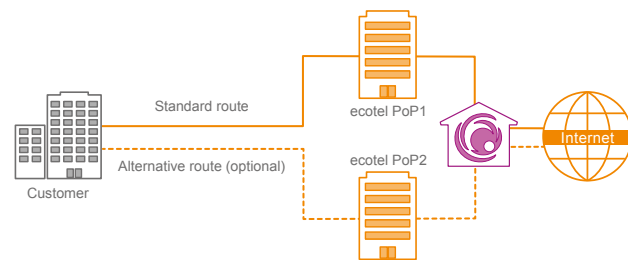 ecotel PoP1
Standard route
Internet
ecotel PoP2
Alternative route (optional)
Customer